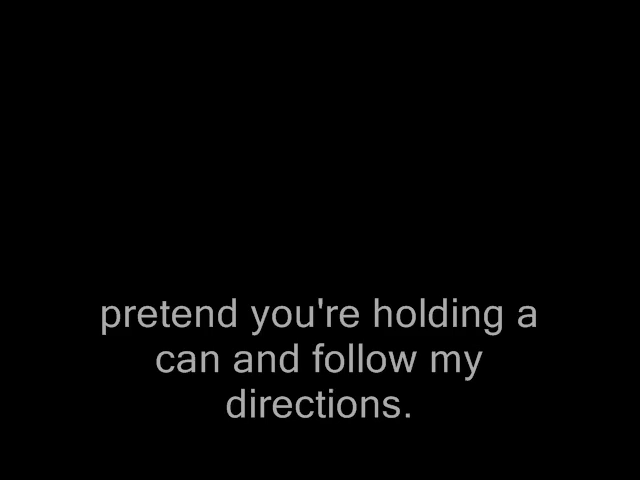 pretend you're holding a
can and follow my
directions.